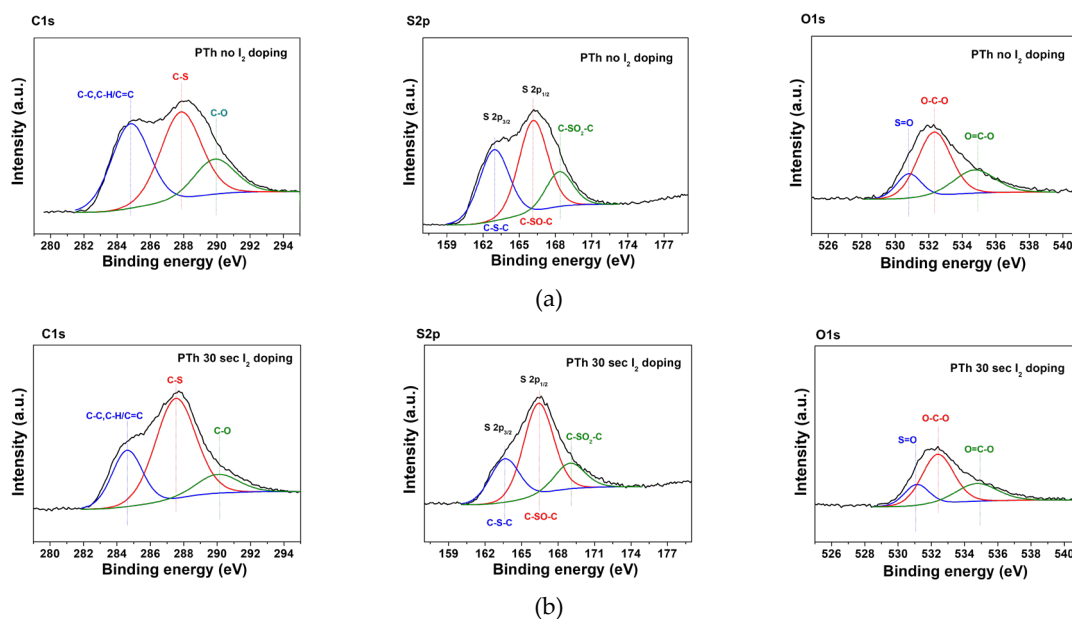 C1s
PTh no I2 doping
C-C,C-H/C=C
C-S
C-O
Intensity (a.u.)
280 282 284 286 288 290 292 294
Binding energy (eV)
S2p
PTh no I2 doping
S 2p3/2
S 2p1/2
C-SO2-C
C-S-C
C-SO-C
Intensity (a.u.)
159 163 167 171 173 177
Binding energy (eV)
O1s
PTh no I2 doping
S=O
O-C-O
O=C-O
Intensity (a.u.)
526 528 530 532 534 536 538 540
Binding energy (eV)
(a)
C1s
PTh 30 sec I2 doping
C-C,C-H/C=C
C-S
C-O
Intensity (a.u.)
280 282 284 286 288 290 292 294
Binding energy (eV)
S2p
PTh 30 sec I2 doping
S 2p3/2
S 2p1/2
C-SO2-C
C-S-C
C-SO-C
Intensity (a.u.)
159 162 165 168 171 174 177
Binding energy (eV)
O1s
PTh 30 sec I2 doping
S=O
O-C-O
O=C-O
Intensity (a.u.)
526 528 530 532 534 536 538 540
Binding energy (eV)
(b)